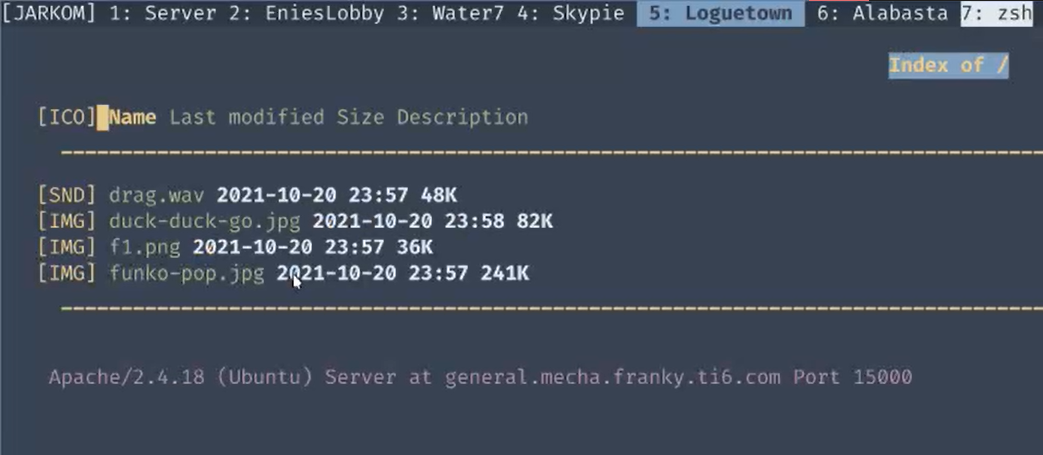 [JARKOM] 1: Server 2: EniesLobby 3: Water7 4: Skypie 5: Loguetown 6: Alabasta 7: zsh
Index of /
[ICO] Name Last modified Size Description
[SND] drag.wav 2021-10-20 23:57 48K
[IMG] duck-duck-go.jpg 2021-10-20 23:58 82K
[IMG] f1.png 2021-10-20 23:57 36K
[IMG] funko-pop.jpg 2021-10-20 23:57 241K
Apache/2.4.18 (Ubuntu) Server at general.mecha.franky.ti6.com Port 15000